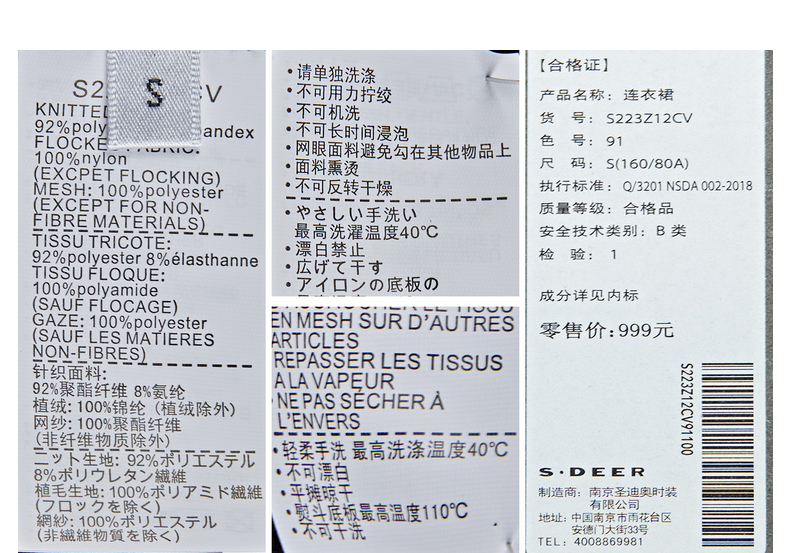 S2
S
CV
KNITTED
92%poly
andex
FLOCKED FABRIC:
100%nylon
(EXCPET FLOCKING)
MESH: 100%polyester
(EXCEPT FOR NON-
FIBRE MATERIALS)
TISSU TRICOTE:
92%polyester 8%élasthanne
TISSU FLOQUE:
100%polyamide
(SAUF FLOCAGE)
GAZE: 100%polyester
(SAUF LES MATIERES
NON-FIBRES)
针织面料:
92%聚酯纤维 8%氨纶
植绒: 100%锦纶 (植绒除外)
网纱: 100%聚酯纤维
(非纤维物质除外)
ニット生地: 92%ポリエステル
8%ポリウレタン繊維
植毛生地: 100%ポリアミド繊維
(フロックを除く)
網紗: 100%ポリエステル
(非繊維物質を除く)
•请单独洗涤
•不可用力拧绞
•不可机洗
•不可长时间浸泡
•网眼面料避免勾在其他物品上
•面料熏烫
•不可反转干燥
•やさしい手洗い
最高洗濯温度40℃
•漂白禁止
•広げて干す
•アイロンの底板の
EN MESH SUR D'AUTRES
ARTICLES
REPASSER LES TISSUS
A LA VAPEUR
NE PAS SÉCHER À
L'ENVERS
•轻柔手洗 最高洗涤温度40℃
•不可漂白
•平摊晾干
•熨斗底板最高温度110℃
•不可干洗
【合格证】
产品名称: 连衣裙
货 号: S223Z12CV
色 号: 91
尺 码: S(160/80A)
执行标准: Q/3201 NSDA 002-2018
质量等级: 合格品
安全技术类别: B 类
检 验: 1
成分详见内标
零售价:999元
S223Z12CV91100
S·DEER
制造商: 南京圣迪奥时装
有限公司
地址: 中国南京市雨花台区
安德门大街33号
TEL: 4008869981